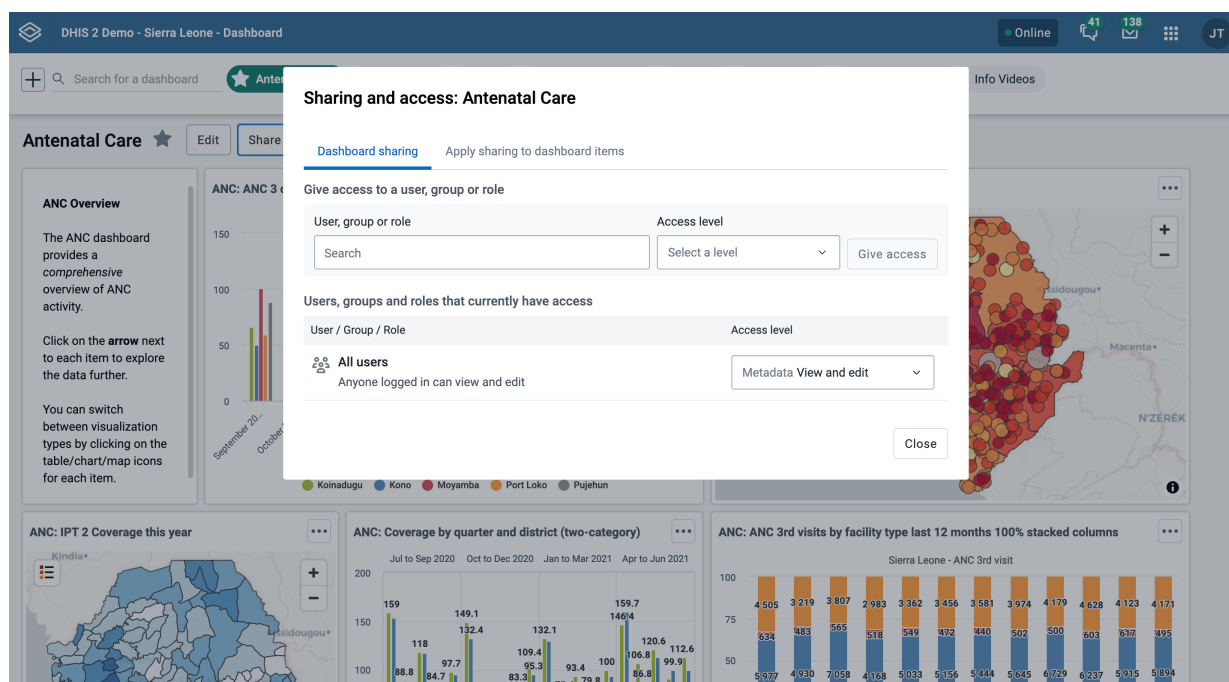 DHIS 2 Demo - Sierra Leone - Dashboard
Online
41
138
JT
Search for a dashboard
Info Videos
Antenatal Care
Edit
Share
Sharing and access: Antenatal Care
Dashboard sharing
Apply sharing to dashboard items
Give access to a user, group or role
User, group or role
Access level
Search
Select a level
Give access
Users, groups and roles that currently have access
User / Group / Role
Access level
All users
Anyone logged in can view and edit
Metadata View and edit
Close
ANC Overview
The ANC dashboard
provides a
comprehensive
overview of ANC
activity.
Click on the arrow next
to each item to explore
the data further.
You can switch
between visualization
types by clicking on the
table/chart/map icons
for each item.
ANC: ANC 3
150
100
50
0
September 20...
October
Koinadugu
Kono
Moyamba
Port Loko
Pujehun
Macenta
N'ZÉRÉK
ANC: IPT 2 Coverage this year
Kindia
ANC: Coverage by quarter and district (two-category)
Jul to Sep 2020
Oct to Dec 2020
Jan to Mar 2021
Apr to Jun 2021
200
150
100
159
88.8
118
84.7
97.7
149.1
132.4
109.4
83.3
95.3
132.1
93.4
79.8
100
146.4
159.7
106.8
86.8
120.6
99.9
112.6
ANC: ANC 3rd visits by facility type last 12 months 100% stacked columns
Sierra Leone - ANC 3rd visit
100
75
50
4 505
3 219
3 807
2 983
3 362
3 456
3 581
3 974
4 179
4 628
4 123
4 171
634
483
565
518
549
472
440
502
500
603
617
495
5 977
4 930
7 058
4 168
5 033
5 156
5 444
5 645
6 729
6 237
5 915
5 894